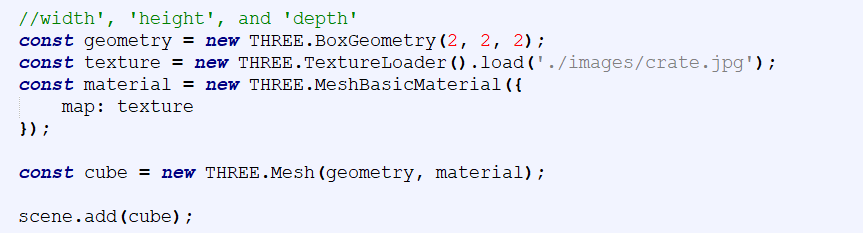 //width', 'height', and 'depth'
const geometry = new THREE.BoxGeometry(2, 2, 2);
const texture = new THREE.TextureLoader().load('./images/crate.jpg');
const material = new THREE.MeshBasicMaterial({
    map: texture
});

const cube = new THREE.Mesh(geometry, material);

scene.add(cube);